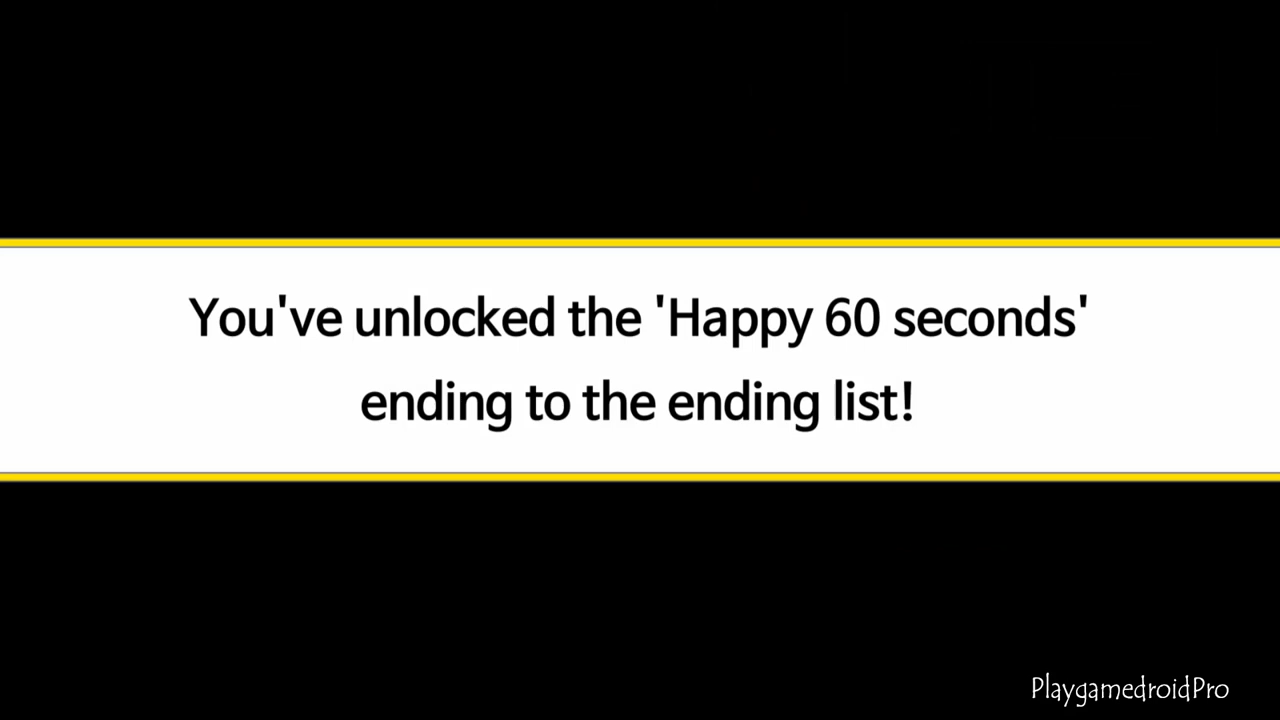 You've unlocked the 'Happy 60 seconds'
ending to the ending list!
PlaygamedroidPro